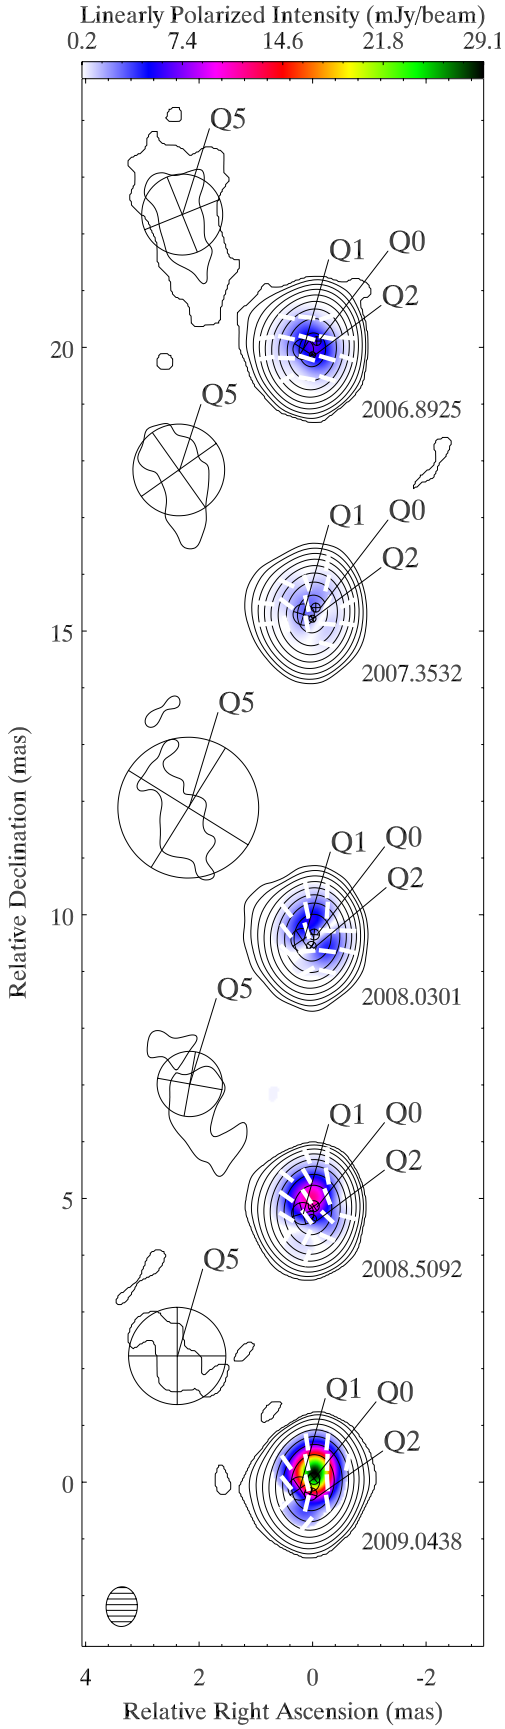 Linearly Polarized Intensity (mJy/beam)
0.2 7.4 14.6 21.8 29.1
Q5
Q1 Q0
Q2
20
2006.8925
Q5
Q1 Q0
Q2
15
2007.3532
Q5
Q1 Q0
Q2
10
2008.0301
Q5
Q1 Q0
Q2
5
2008.5092
Q5
Q1 Q0
Q2
0
2009.0438
Relative Declination (mas)
4 2 0 -2
Relative Right Ascension (mas)